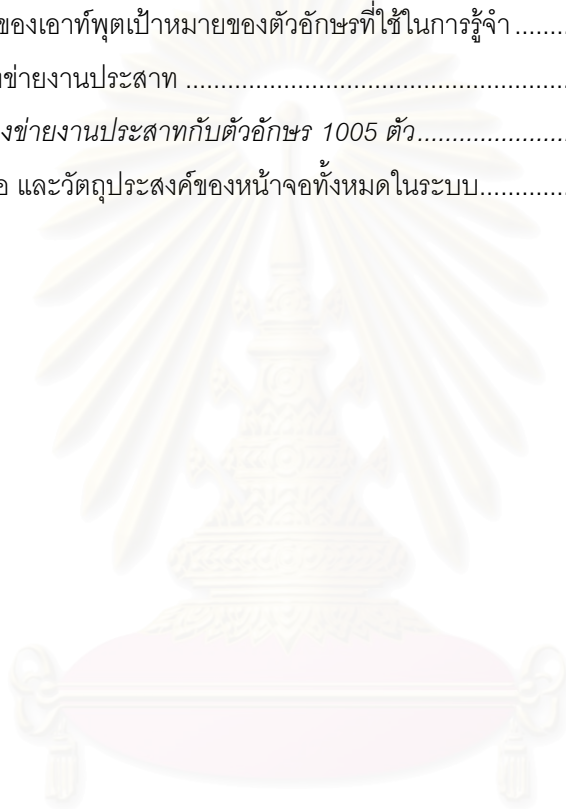 ของเอาท์พุตเป้าหมายของตัวอักษรที่ใช้ในการรู้จำ ........
ข่ายงานประสาท ........................................................
งข่ายงานประสาทกับตัวอักษร 1005 ตัว......................
อ และวัตถุประสงค์ของหน้าจอทั้งหมดในระบบ.............